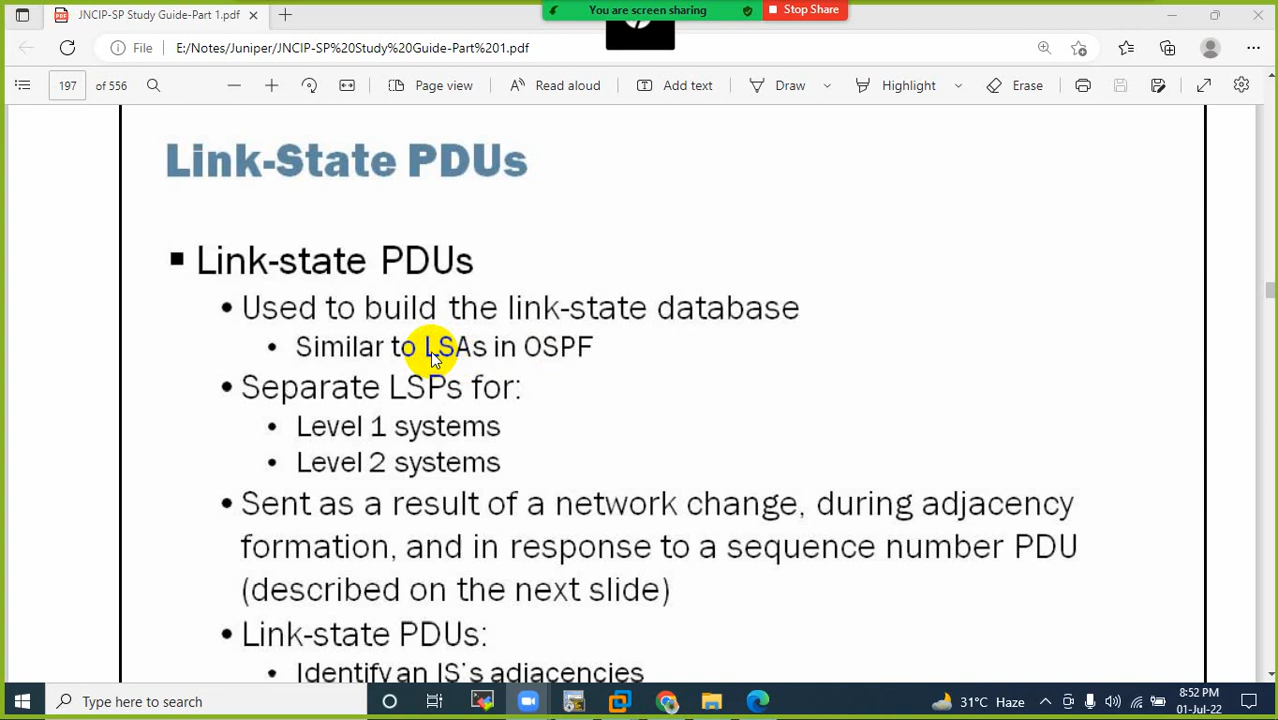 JNCIP-SP Study Guide-Part 1.pdf
You are screen sharing
Stop Share
File
E:/Notes/Juniper/JNCIP-SP%20Study%20Guide-Part%201.pdf
197 of 556
Page view
Read aloud
Add text
Draw
Highlight
Erase
Link-State PDUs
Link-state PDUs
• Used to build the link-state database
• Similar to LSAs in OSPF
• Separate LSPs for:
• Level 1 systems
• Level 2 systems
• Sent as a result of a network change, during adjacency
formation, and in response to a sequence number PDU
(described on the next slide)
• Link-state PDUs:
• Identify an IS's adjacencies
Type here to search
31°C Haze
8:52 PM
01-Jul-22